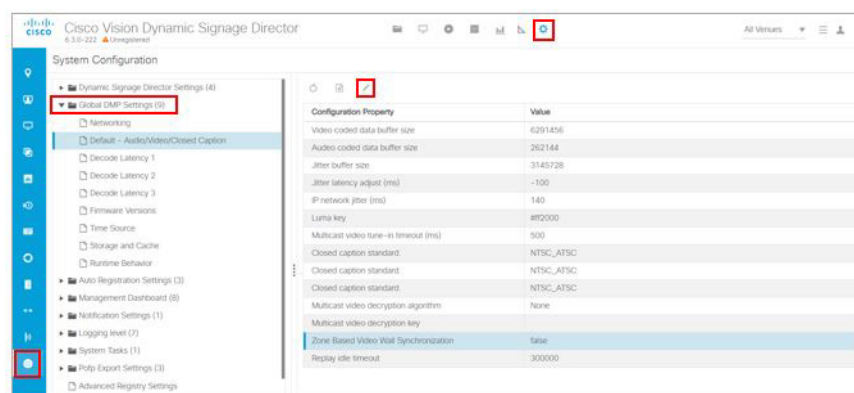 CISCO
Cisco Vision Dynamic Signage Director
6.3.0-222 Unregistered
All Venues
System Configuration
Dynamic Signage Director Settings (4)
Global DMP Settings (9)
Networking
Default - Audio/Video/Closed Caption
Decode Latency 1
Decode Latency 2
Decode Latency 3
Firmware Versions
Time Source
Storage and Cache
Runtime Behavior
Auto Registration Settings (3)
Management Dashboard (8)
Notification Settings (1)
Logging level (7)
System Tasks (1)
Pofp Export Settings (3)
Advanced Registry Settings
Configuration Property Value
Video coded data buffer size 6291456
Audeo coded data buffer size 262144
Jitter buffer size 3145728
Jitter latency adjust (ms) -100
IP network jitter (ms) 140
Luma key #ff2000
Multicast video tune-in timeout (ms) 500
Closed caption standard. NTSC_ATSC
Closed caption standard. NTSC_ATSC
Closed caption standard. NTSC_ATSC
Multicast video decryption algorithm None
Multicast video decryption key
Zone Based Video Wall Synchronization false
Replay idle timeout 300000